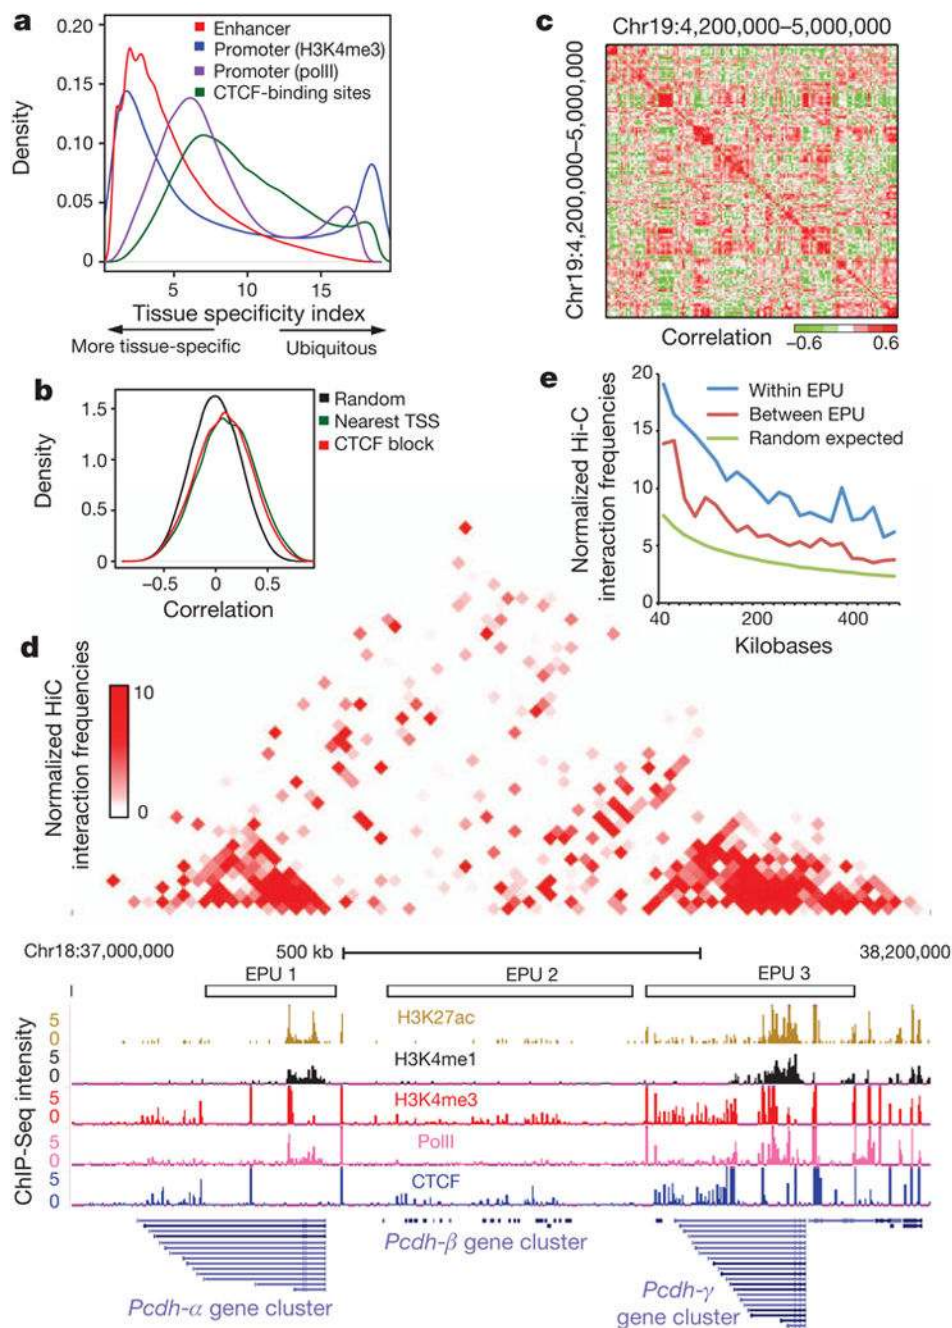 a
0.20
0.15
0.10
0.05
0
Density
Enhancer
Promoter (H3K4me3)
Promoter (polII)
CTCF-binding sites
5
10
15
Tissue specificity index
More tissue-specific
Ubiquitous
b
1.5
1.0
0.5
0
Density
Random
Nearest TSS
CTCF block
−0.5
0
0.5
Correlation
c
Chr19:4,200,000–5,000,000
Chr19:4,200,000–5,000,000
Correlation
−0.6
0.6
e
20
15
10
5
0
Normalized Hi-C
interaction frequencies
Within EPU
Between EPU
Random expected
40
200
400
Kilobases
d
Normalized HiC
interaction frequencies
10
0
Chr18:37,000,000
500 kb
38,200,000
EPU 1
EPU 2
EPU 3
ChIP-Seq intensity
5
0
H3K27ac
5
0
H3K4me1
5
0
H3K4me3
5
0
PolII
5
0
CTCF
Pcdh-α gene cluster
Pcdh-β gene cluster
Pcdh-γ
gene cluster